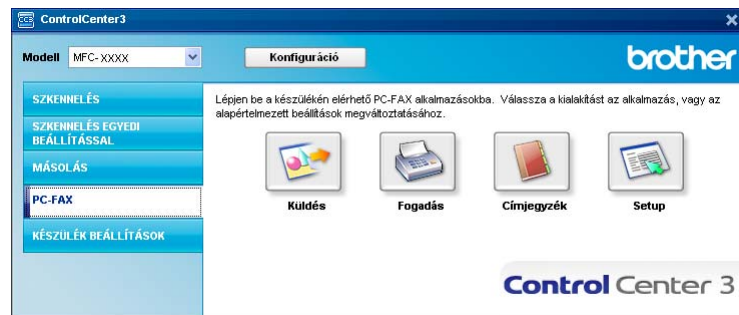 ControlCenter3
Modell MFC-XXXX Konfiguráció brother
SZKENNELÉS
SZKENNELÉS EGYEDI
BEÁLLÍTÁSSAL
MÁSOLÁS
PC-FAX
KÉSZÜLÉK BEÁLLÍTÁSOK
Lépjen be a készülékén elérhető PC-FAX alkalmazásokba. Válassza a kialakítást az alkalmazás, vagy az
alapértelmezett beállítások megváltoztatásához.
Küldés Fogadás Címjegyzék Setup
Control Center 3